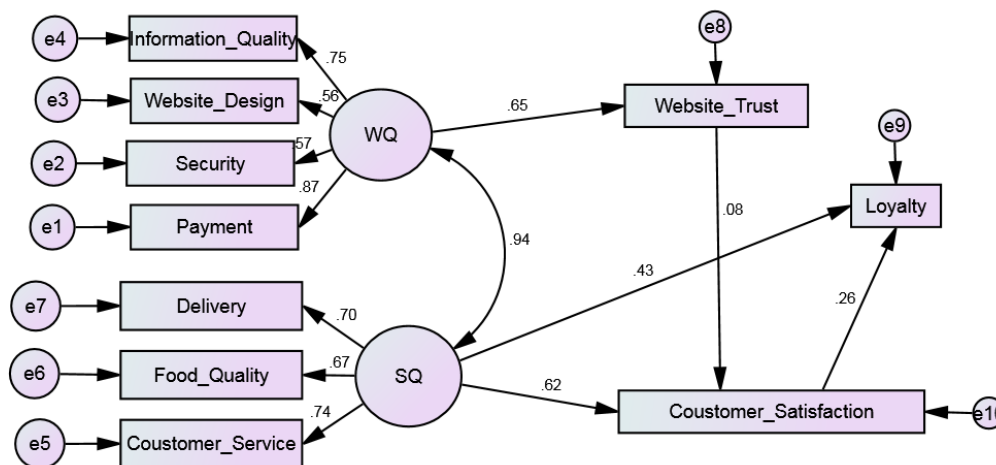 e4
Information_Quality
.75
e3
Website_Design
.56
e2
Security
.57
e1
Payment
.87
WQ
.65
e8
Website_Trust
e9
Loyalty
.94
.08
.43
.26
e7
Delivery
.70
e6
Food_Quality
.67
SQ
.62
e5
Coustomer_Service
.74
Coustomer_Satisfaction
e10